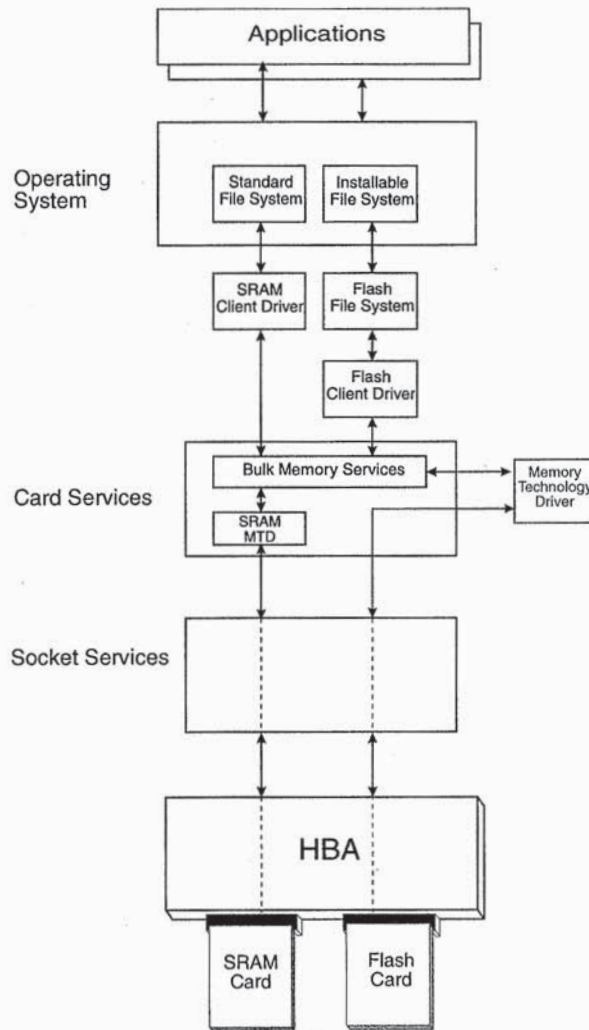 Applications
Operating
System
Standard
File System
Installable
File System
SRAM
Client Driver
Flash
File System
Flash
Client Driver
Card Services
Bulk Memory Services
Memory
Technology
Driver
SRAM
MTD
Socket Services
HBA
SRAM
Card
Flash
Card